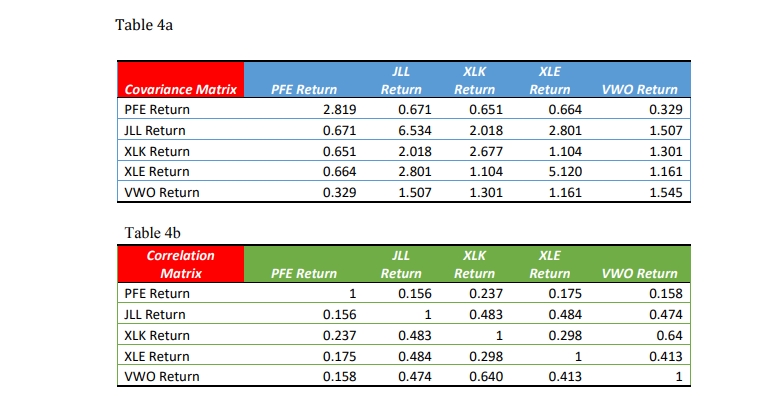 Table 4a
JLL XLK XLE
Covariance Matrix PFE Return Return Return Return VWO Return
PFE Return 2.819 0.671 0.651 0.664 0.329
JLL Return 0.671 6.534 2.018 2.801 1.507
XLK Return 0.651 2.018 2.677 1.104 1.301
XLE Return 0.664 2.801 1.104 5.120 1.161
VWO Return 0.329 1.507 1.301 1.161 1.545
Table 4b
Correlation JLL XLK XLE
Matrix PFE Return Return Return Return VWO Return
PFE Return 1 0.156 0.237 0.175 0.158
JLL Return 0.156 1 0.483 0.484 0.474
XLK Return 0.237 0.483 1 0.298 0.64
XLE Return 0.175 0.484 0.298 1 0.413
VWO Return 0.158 0.474 0.640 0.413 1